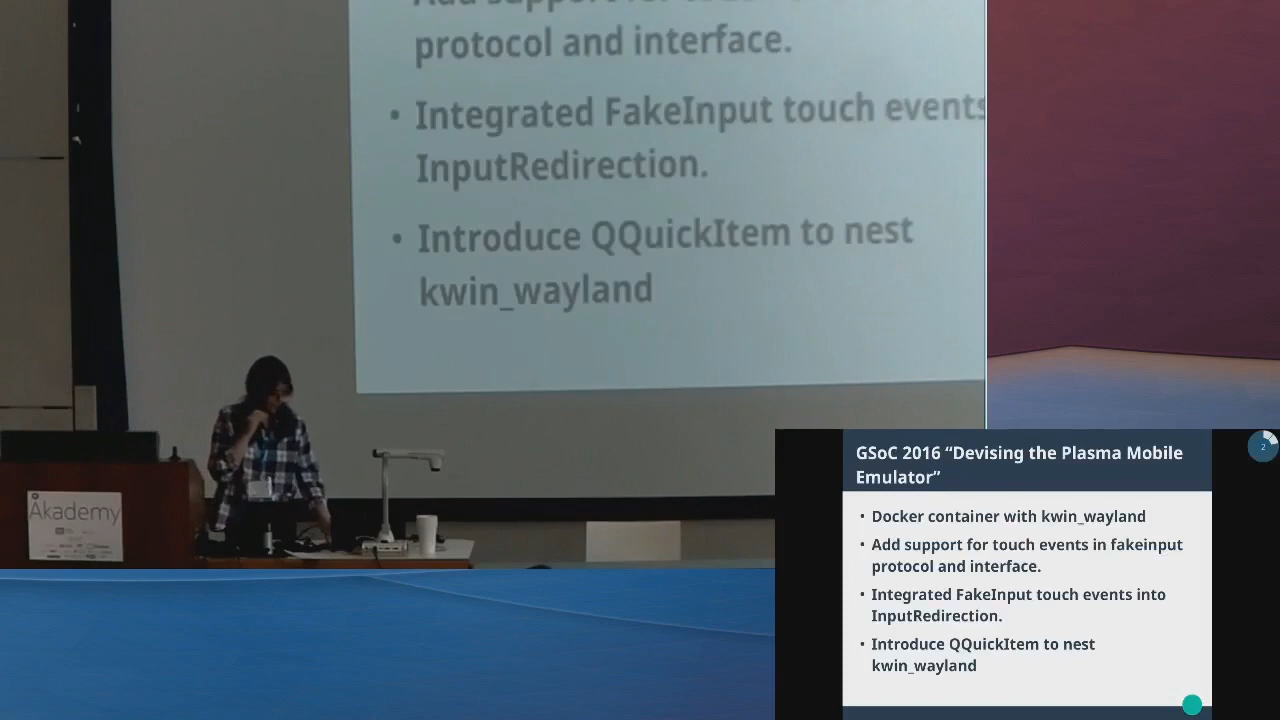 protocol and interface.
• Integrated FakeInput touch events
InputRedirection.
• Introduce QQuickItem to nest
kwin_wayland
Akademy
GSoC 2016 “Devising the Plasma Mobile
Emulator”
2
• Docker container with kwin_wayland
• Add support for touch events in fakeinput
protocol and interface.
• Integrated FakeInput touch events into
InputRedirection.
• Introduce QQuickItem to nest
kwin_wayland